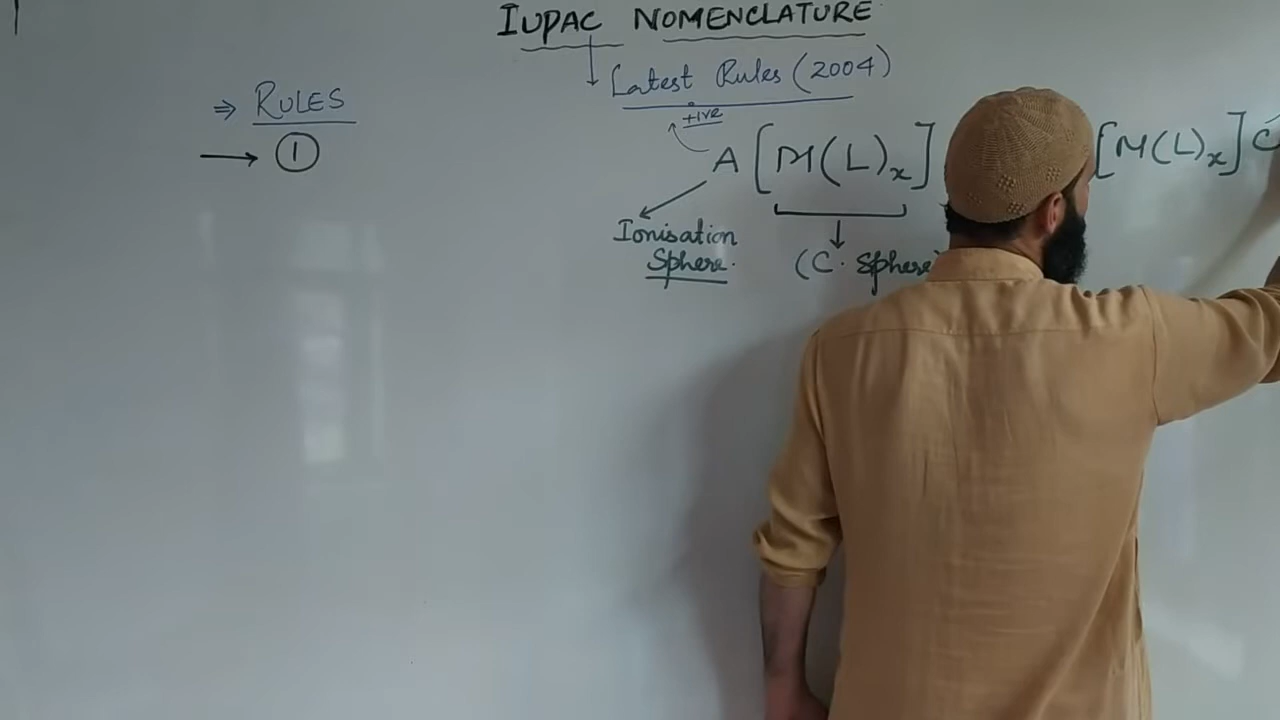 IUPAC NOMENCLATURE
Latest Rules (2004)
⇒ RULES
→ ①
+ive
A [M(L)x]
[M(L)x] C
Ionisation
Sphere.
(C. Sphere)